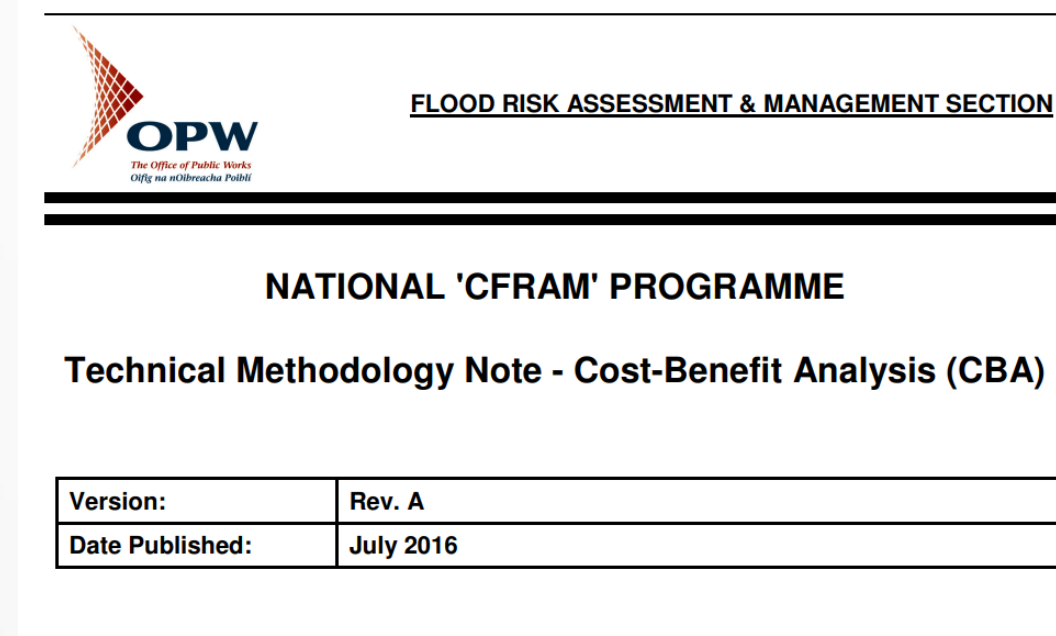 OPW
The Office of Public Works
Oifig na nOibreacha Poiblí
FLOOD RISK ASSESSMENT & MANAGEMENT SECTION
NATIONAL 'CFRAM' PROGRAMME
Technical Methodology Note - Cost-Benefit Analysis (CBA)
Version: Rev. A
Date Published: July 2016